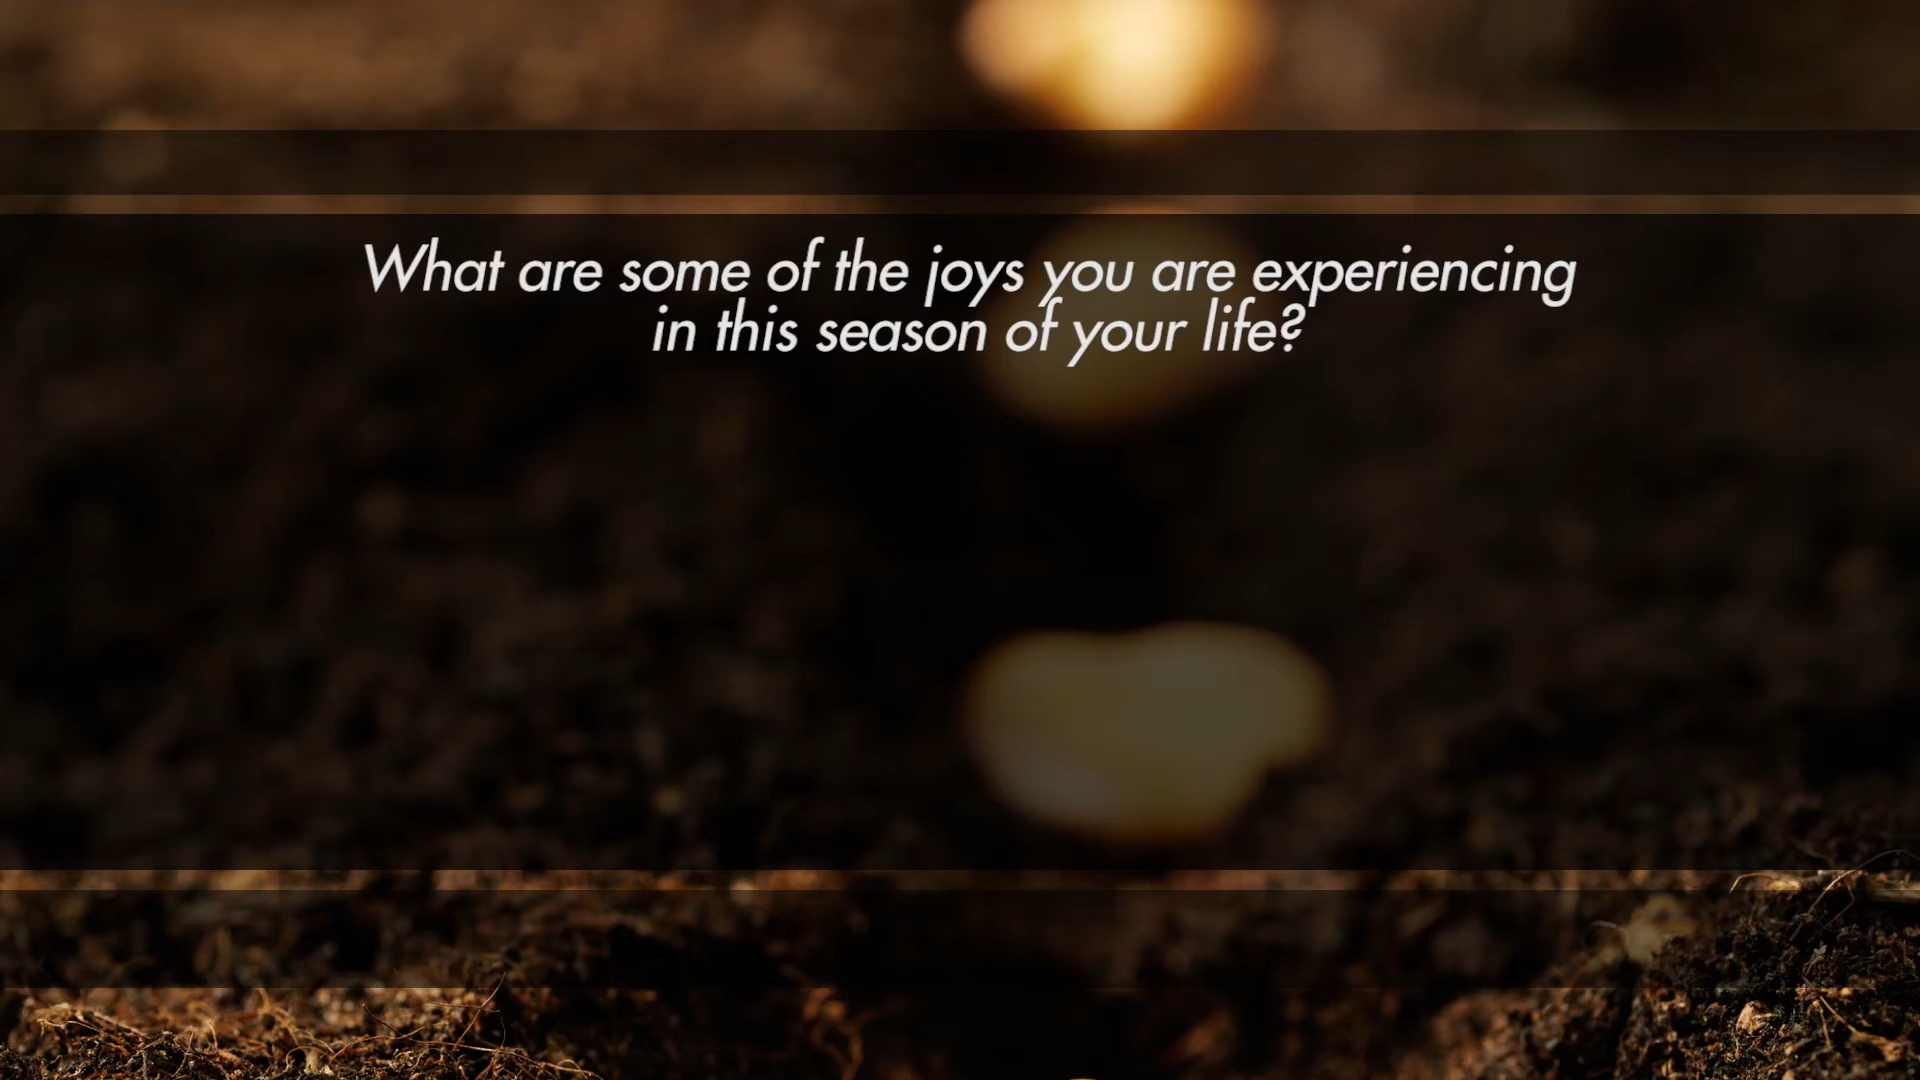 What are some of the joys you are experiencing
in this season of your life?